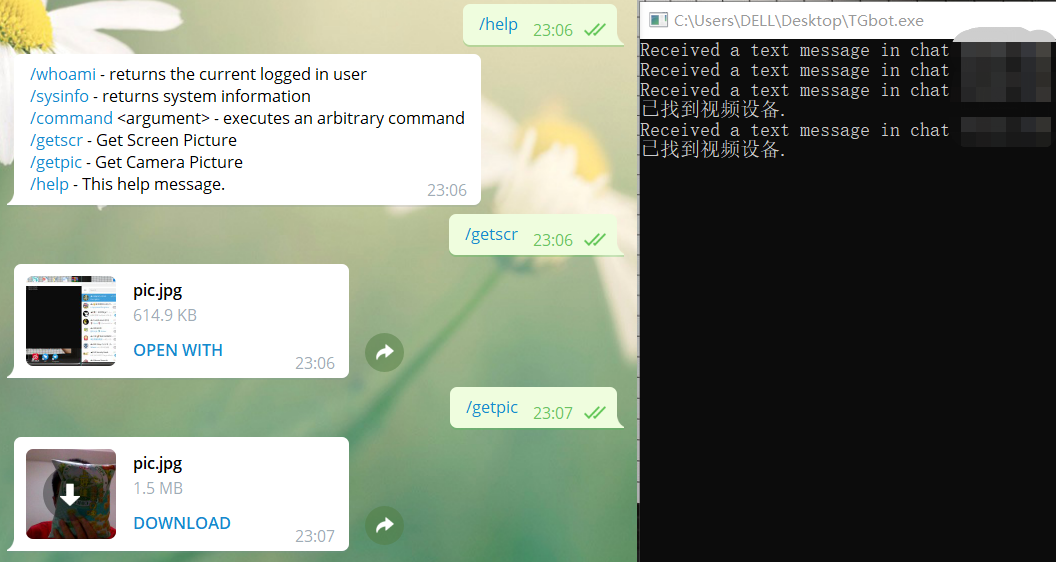 /help 23:06
/whoami - returns the current logged in user
/sysinfo - returns system information
/command <argument> - executes an arbitrary command
/getscr - Get Screen Picture
/getpic - Get Camera Picture
/help - This help message.
23:06
/getscr 23:06
pic.jpg
614.9 KB
OPEN WITH
23:06
/getpic 23:07
pic.jpg
1.5 MB
DOWNLOAD
23:07
C:\Users\DELL\Desktop\TGbot.exe
Received a text message in chat
Received a text message in chat
Received a text message in chat
已找到视频设备.
Received a text message in chat
已找到视频设备.